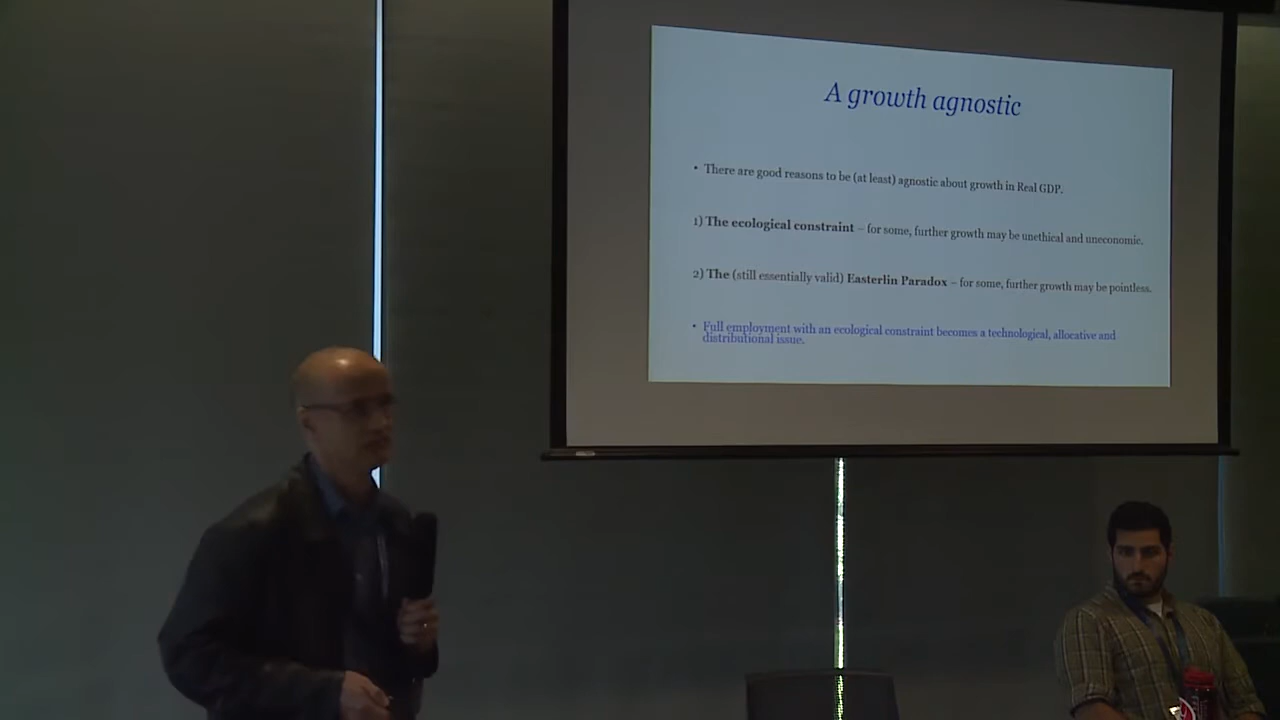 A growth agnostic
• There are good reasons to be (at least) agnostic about growth in Real GDP.
1) The ecological constraint – for some, further growth may be unethical and uneconomic.
2) The (still essentially valid) Easterlin Paradox – for some, further growth may be pointless.
• Full employment with an ecological constraint becomes a technological, allocative and
distributional issue.